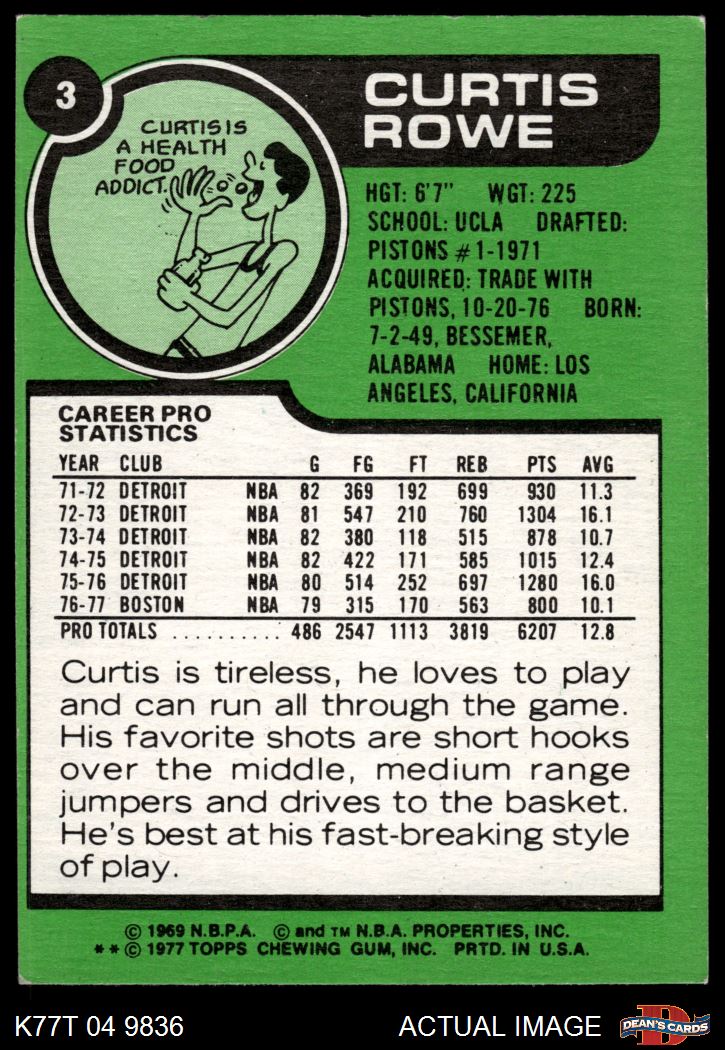 3
CURTIS
ROWE
CURTIS IS
A HEALTH
FOOD
ADDICT.
HGT: 6'7" WGT: 225
SCHOOL: UCLA DRAFTED:
PISTONS #1-1971
ACQUIRED: TRADE WITH
PISTONS, 10-20-76 BORN:
7-2-49, BESSEMER,
ALABAMA HOME: LOS
ANGELES, CALIFORNIA
CAREER PRO
STATISTICS
YEAR CLUB G FG FT REB PTS AVG
71-72 DETROIT NBA 82 369 192 699 930 11.3
72-73 DETROIT NBA 81 547 210 760 1304 16.1
73-74 DETROIT NBA 82 380 118 515 878 10.7
74-75 DETROIT NBA 82 422 171 585 1015 12.4
75-76 DETROIT NBA 80 514 252 697 1280 16.0
76-77 BOSTON NBA 79 315 170 563 800 10.1
PRO TOTALS .......... 486 2547 1113 3819 6207 12.8
Curtis is tireless, he loves to play
and can run all through the game.
His favorite shots are short hooks
over the middle, medium range
jumpers and drives to the basket.
He's best at his fast-breaking style
of play.
© 1969 N.B.P.A. © and TM N.B.A. PROPERTIES, INC.
**© 1977 TOPPS CHEWING GUM, INC. PRTD. IN U.S.A.
K77T 04 9836 ACTUAL IMAGE
D
DEAN'S CARDS